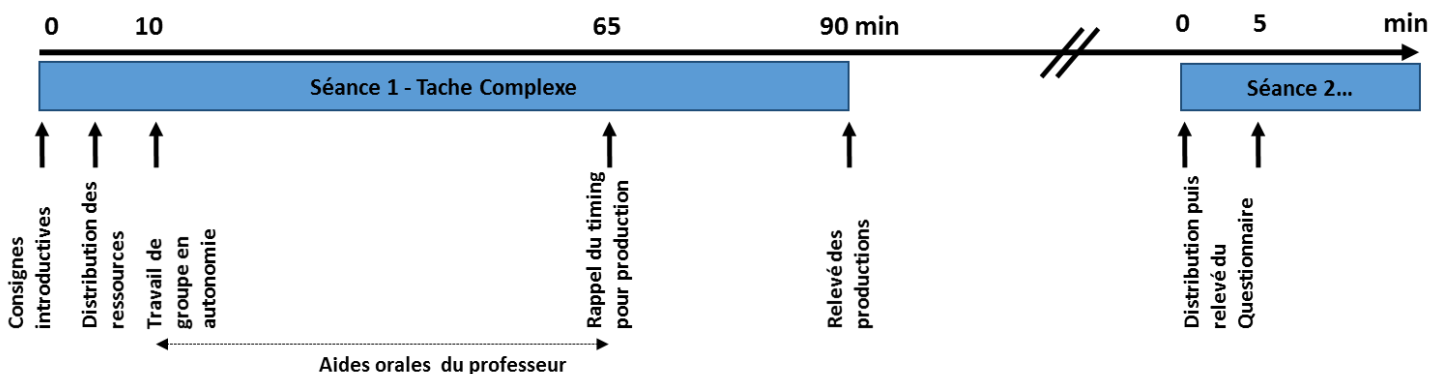 0
10
65
90 min
0
5
min
Séance 1 - Tache Complexe
Séance 2...
Consignes
introductives
Distribution des
ressources
Travail de
groupe en
autonomie
Rappel du timing
pour production
Relevé des
productions
Distribution puis
relevé du
Questionnaire
Aides orales du professeur